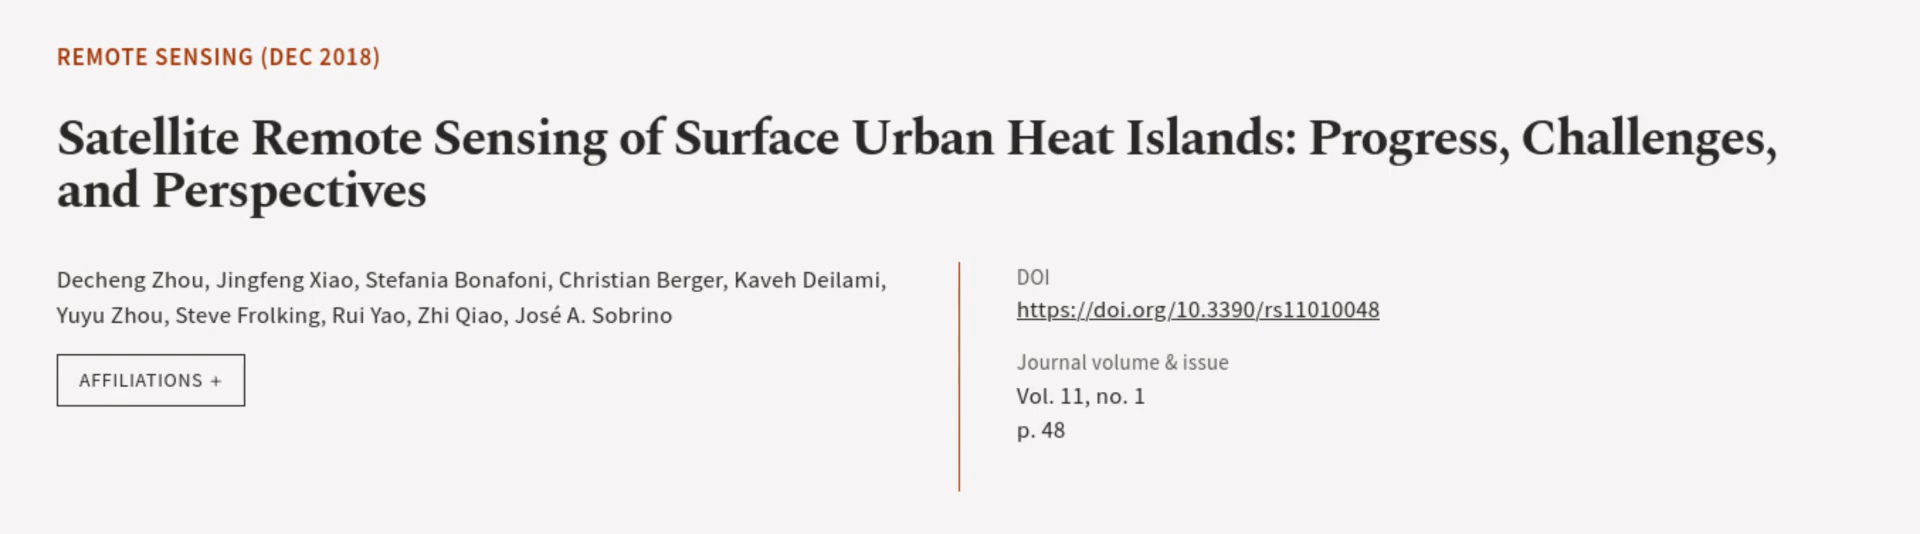 REMOTE SENSING (DEC 2018)
Satellite Remote Sensing of Surface Urban Heat Islands: Progress, Challenges,
and Perspectives
Decheng Zhou, Jingfeng Xiao, Stefania Bonafoni, Christian Berger, Kaveh Deilami,
Yuyu Zhou, Steve Frolking, Rui Yao, Zhi Qiao, José A. Sobrino
AFFILIATIONS +
DOI
https://doi.org/10.3390/rs11010048
Journal volume & issue
Vol. 11, no. 1
p. 48